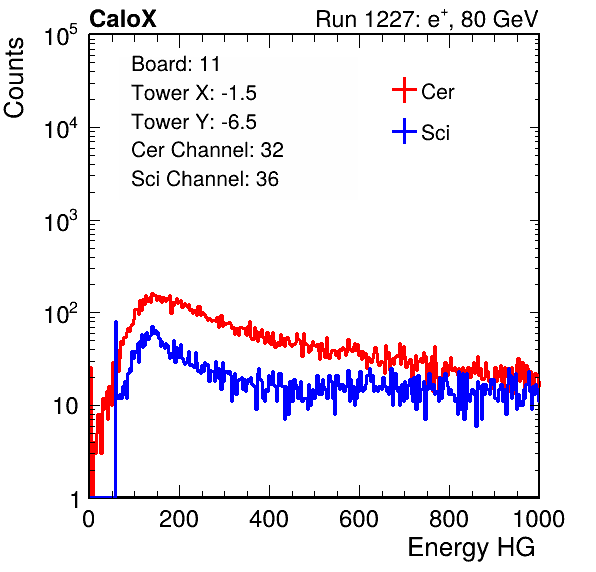 CaloX Run 1227: e⁺, 80 GeV
Counts
10⁵
10⁴
10³
10²
10
1
Board: 11
Tower X: -1.5
Tower Y: -6.5
Cer Channel: 32
Sci Channel: 36
Cer
Sci
0 200 400 600 800 1000
Energy HG